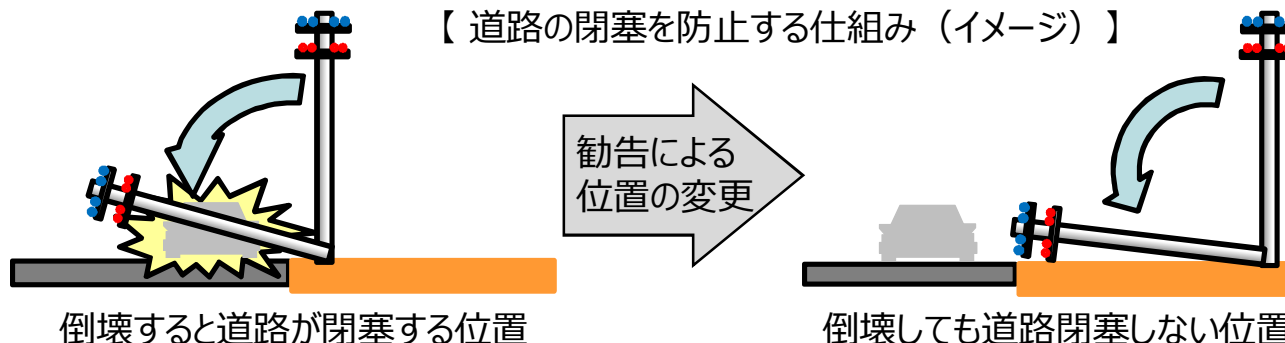 【 道路の閉塞を防止する仕組み（イメージ）】
勧告による
位置の変更
倒壊すると道路が閉塞する位置
倒壊しても道路閉塞しない位置